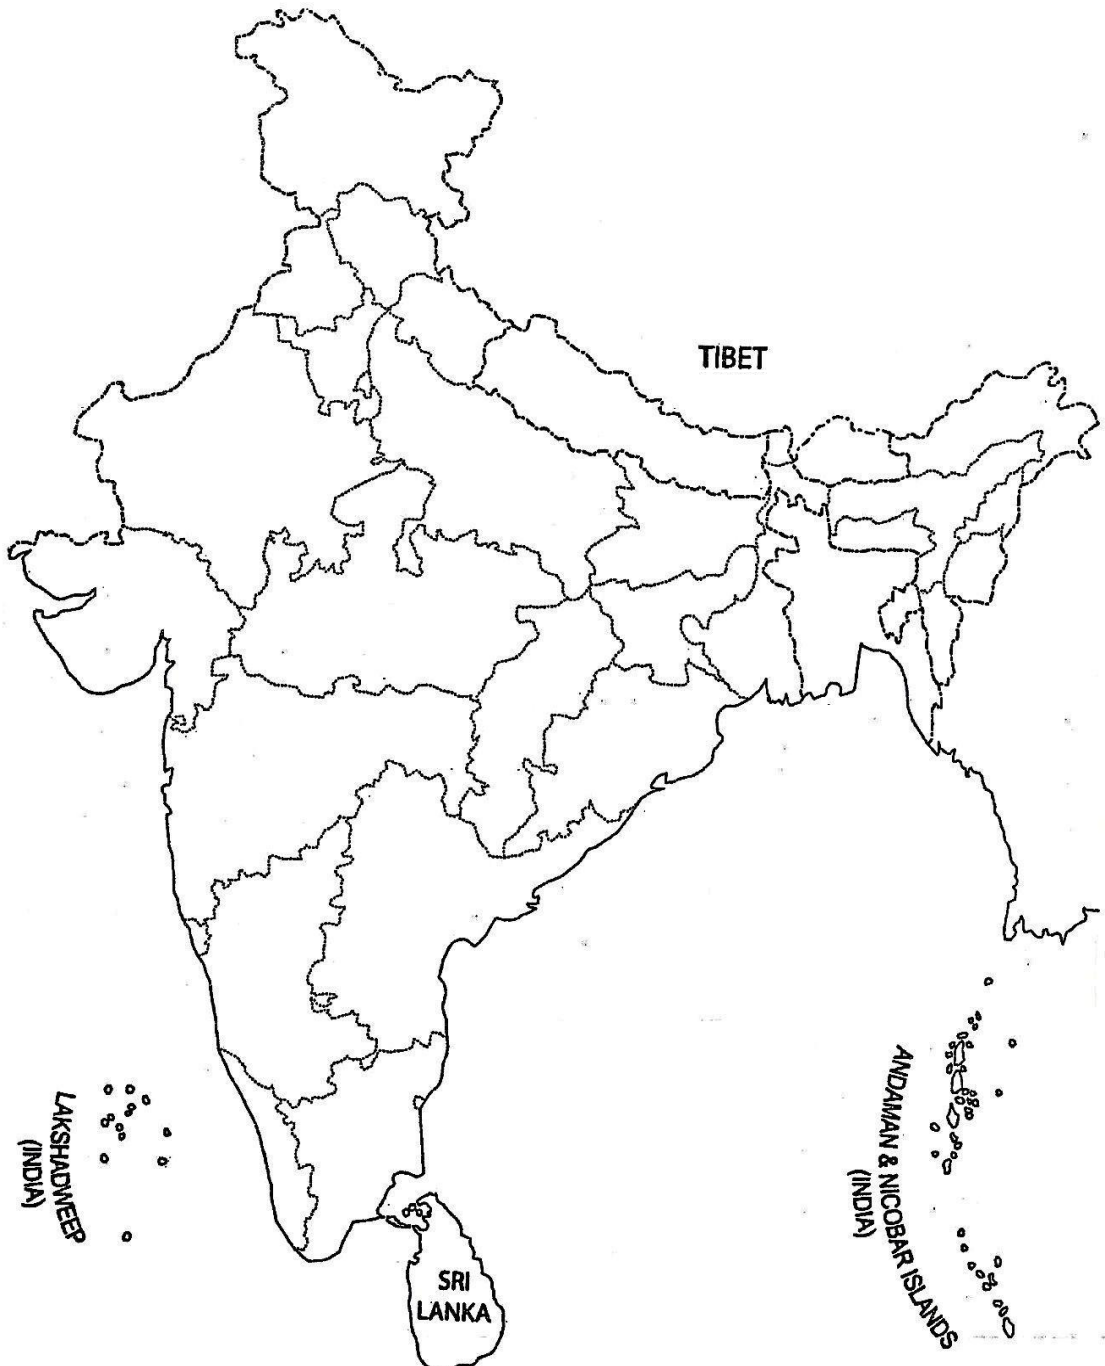 TIBET
ANDAMAN & NICOBAR ISLANDS
(INDIA)
LAKSHADWEEP
(INDIA)
SRI
LANKA